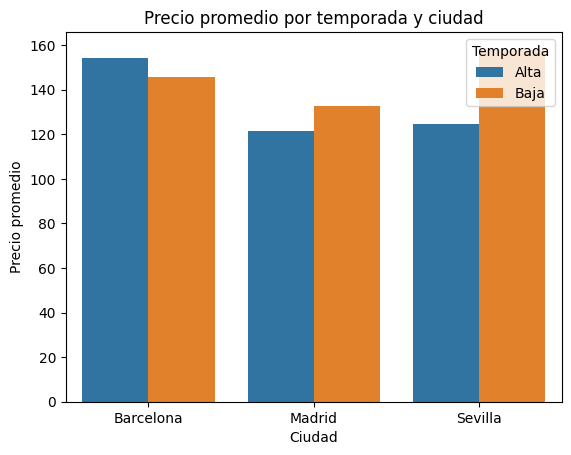 Precio promedio por temporada y ciudad
Temporada
Alta
Baja
Precio promedio
160
140
120
100
80
60
40
20
0
Barcelona
Madrid
Sevilla
Ciudad